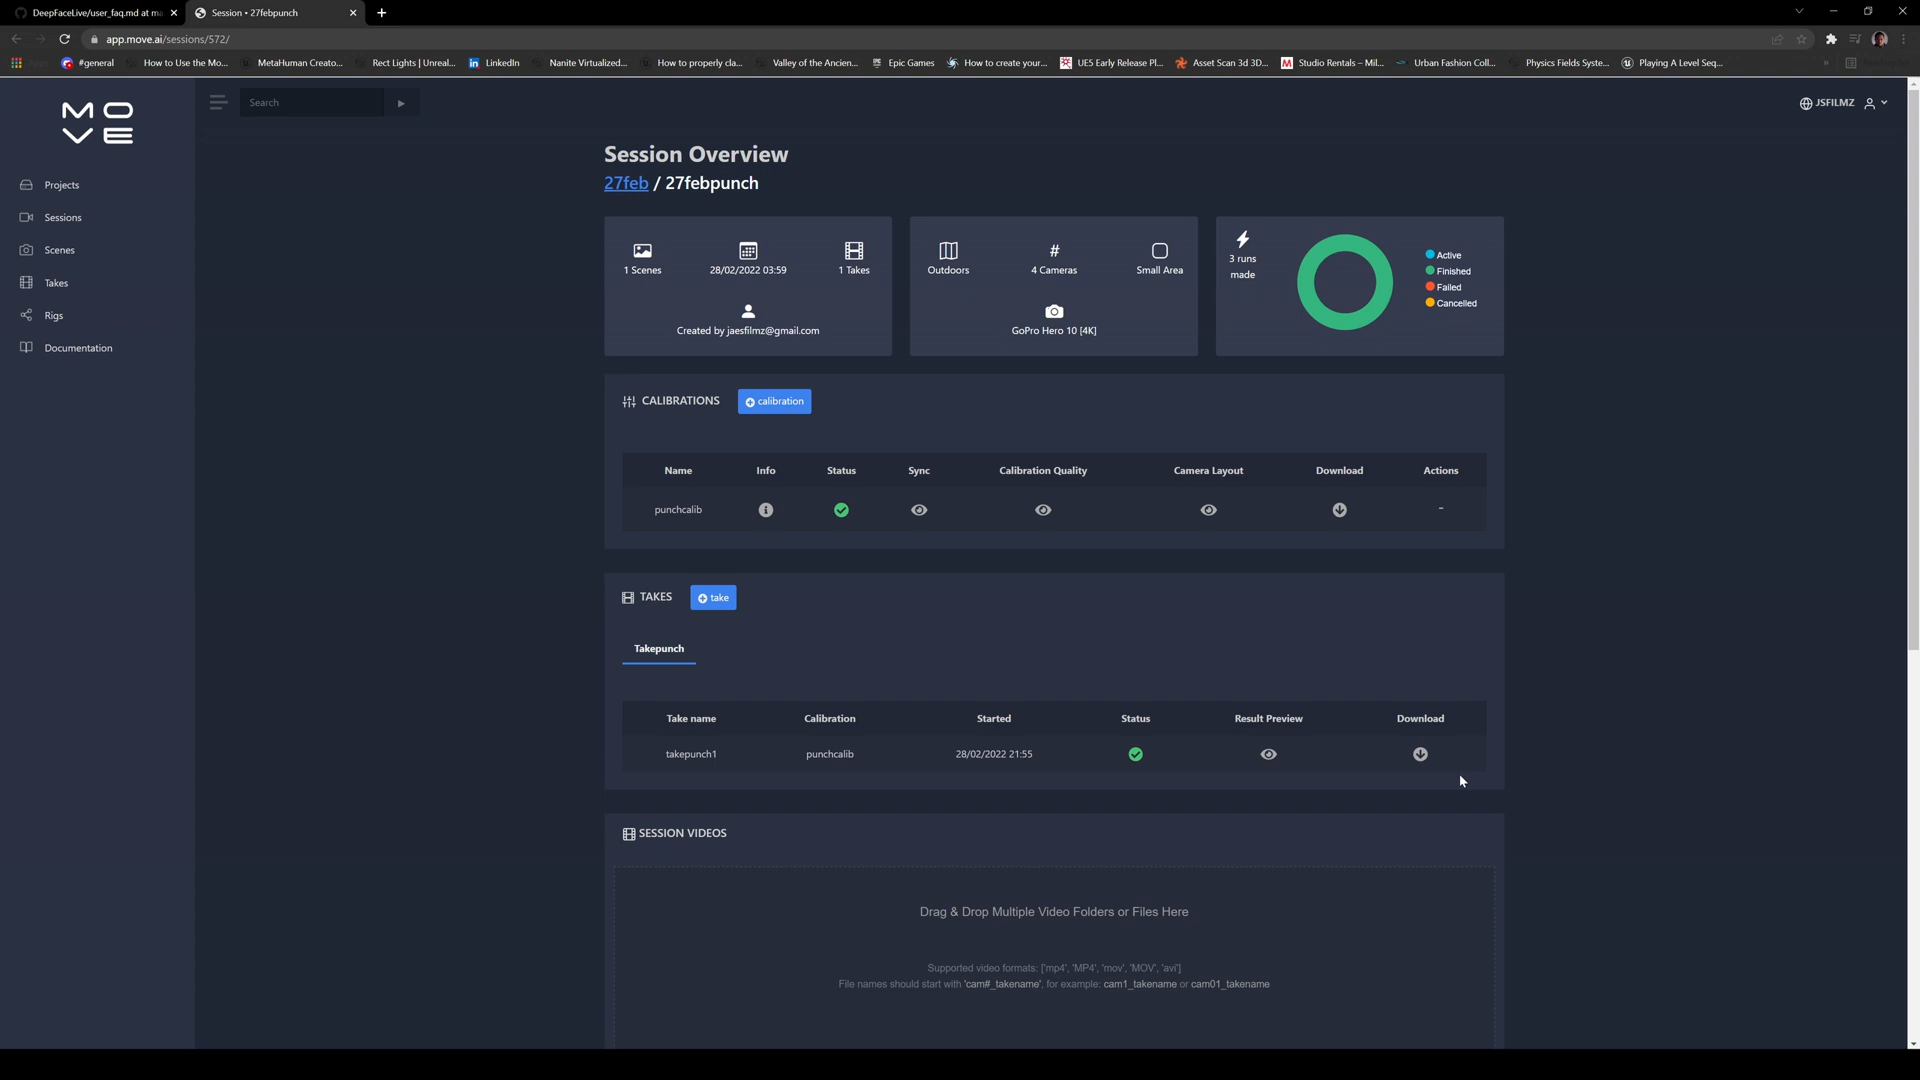 DeepFaceLive/user_faq.md at ma
Session • 27febpunch
app.move.ai/sessions/572/
#general
How to Use the Mo...
MetaHuman Creato...
Rect Lights | Unreal...
LinkedIn
Nanite Virtualized...
How to properly cla...
Valley of the Ancien...
Epic Games
How to create your...
UE5 Early Release Pl...
Asset Scan 3d 3D...
Studio Rentals – Mil...
Urban Fashion Coll...
Physics Fields Syste...
Playing A Level Seq...
MOVE
Search
JSFILMZ
Projects
Sessions
Scenes
Takes
Rigs
Documentation
Session Overview
27feb / 27febpunch
1 Scenes
28/02/2022 03:59
1 Takes
Created by jaesfilmz@gmail.com
Outdoors
# 4 Cameras
Small Area
GoPro Hero 10 [4K]
3 runs
made
Active
Finished
Failed
Cancelled
CALIBRATIONS
calibration
Name Info Status Sync Calibration Quality Camera Layout Download Actions
punchcalib -
TAKES
take
Takepunch
Take name Calibration Started Status Result Preview Download
takepunch1 punchcalib 28/02/2022 21:55
SESSION VIDEOS
Drag & Drop Multiple Video Folders or Files Here
Supported video formats: ['mp4', 'MP4', 'mov', 'MOV', 'avi']
File names should start with 'cam#_takename', for example: cam1_takename or cam01_takename